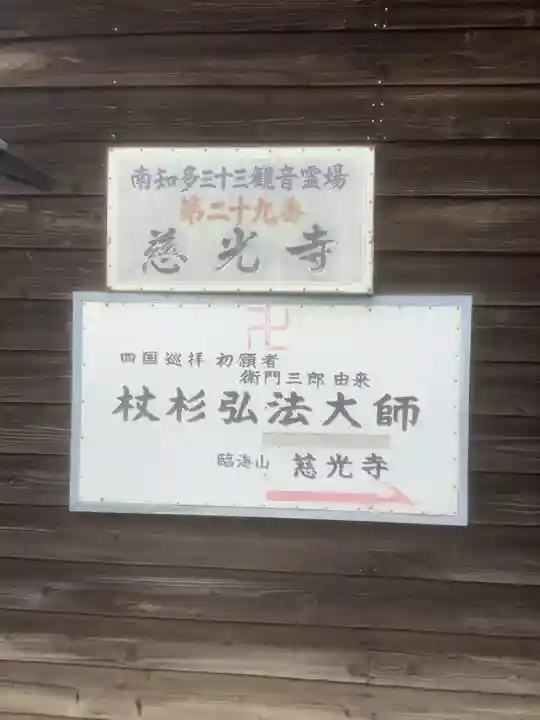 南知多三十三観音霊場
第二十九番
慈光寺
卍
四国巡拝 初願者
衛門三郎 由来
杖杉弘法大師
臨海山 慈光寺